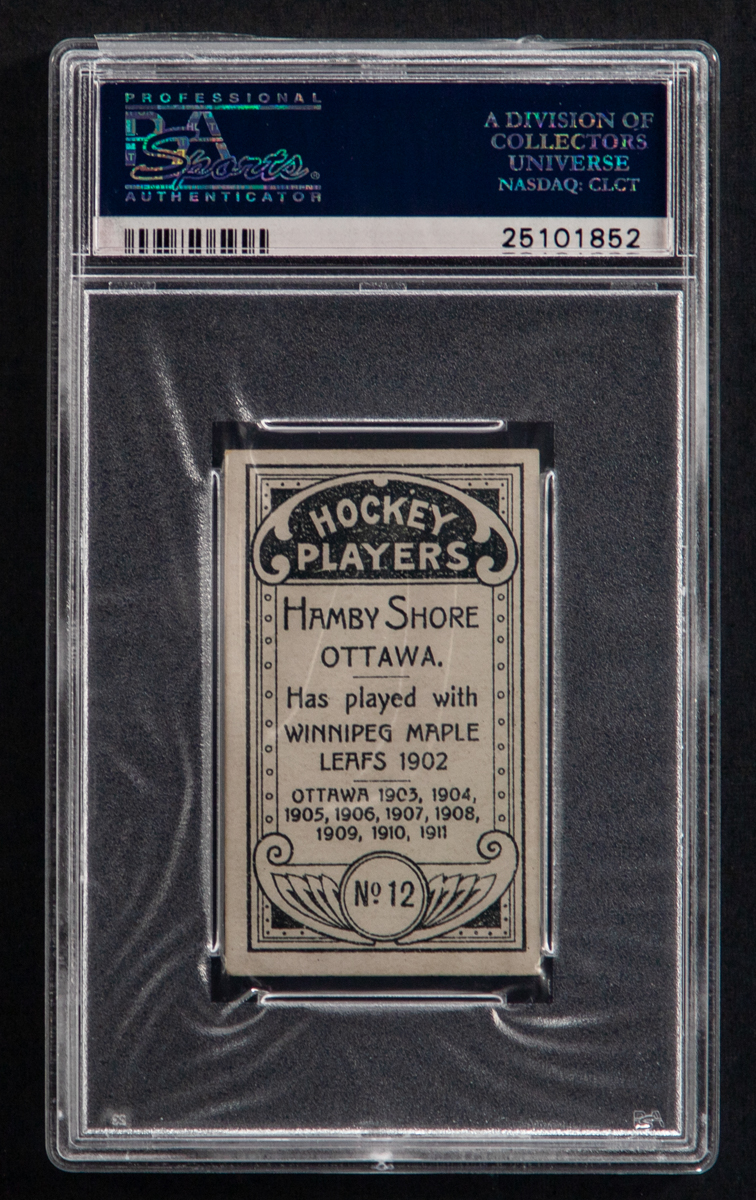 PROFESSIONAL
PSA
Sports®
AUTHENTICATOR
A DIVISION OF
COLLECTORS
UNIVERSE
NASDAQ: CLCT
25101852
HOCKEY
PLAYERS
HAMBY SHORE
OTTAWA.
Has played with
WINNIPEG MAPLE
LEAFS 1902
OTTAWA 1903, 1904,
1905, 1906, 1907, 1908,
1909, 1910, 1911
No 12
PSA